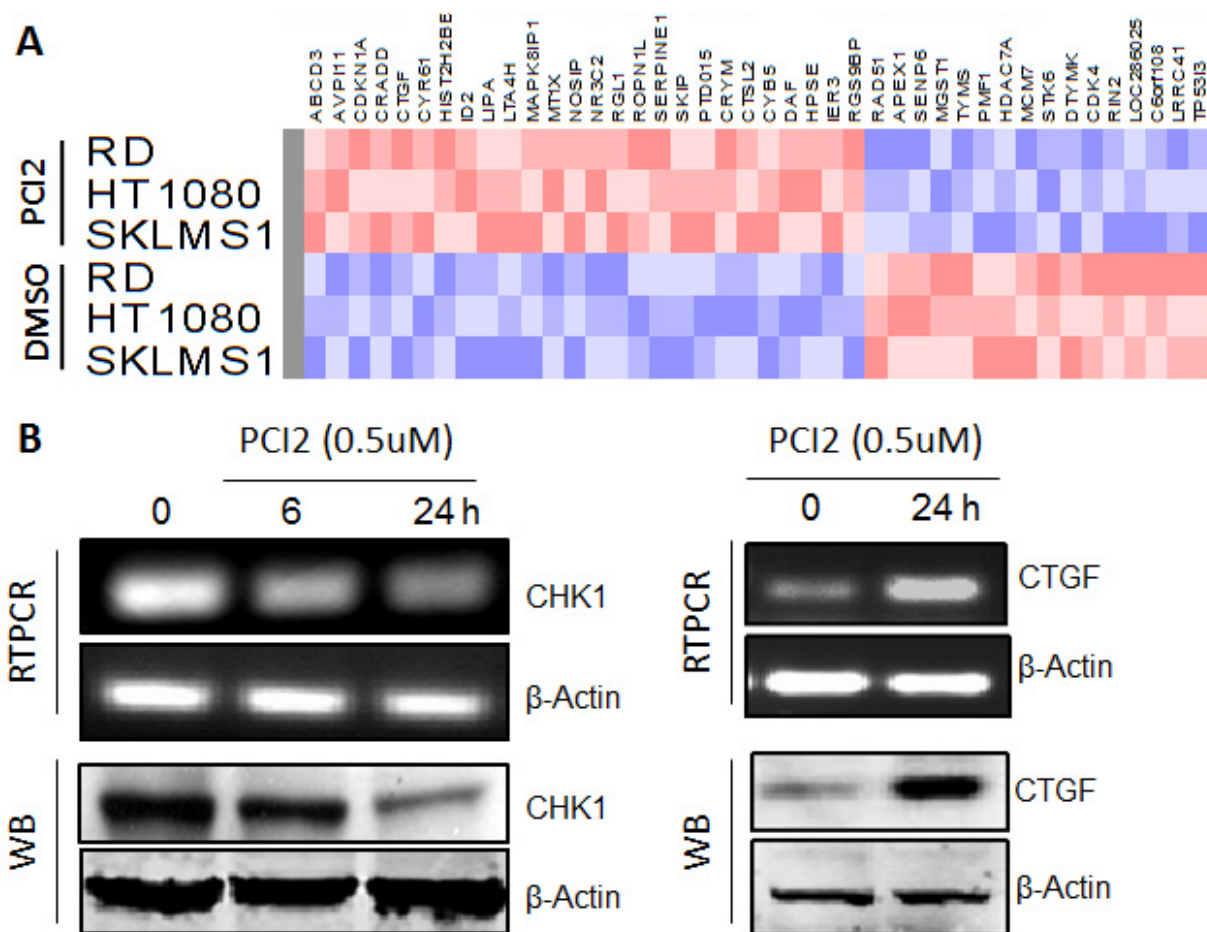 A
ABCD3 AVPI11 CDKN1A CRADD CTGF CYR61 HIST2H2BE ID2 LIPA LTA4H MAPK8IP1 MT1X NOSIP NR3C2 RGL1 ROPN1L SERPINE1 SKIP PTD015 CRYM CTSL2 CYB5 DAF HPSE IER3 RGS9BP RAD51 APEX1 SENP6 MGST1 TYMS PMF1 HDAC7A MCM7 STK6 DTYMK CDK4 RIN2 LOC286025 C6orf108 LRRC41 TP53I3
PCI2
RD
HT1080
SKLMS1
DMSO
RD
HT1080
SKLMS1
B
PCI2 (0.5uM)
0 6 24 h
RTPCR
CHK1
β-Actin
WB
CHK1
β-Actin
PCI2 (0.5uM)
0 24 h
RTPCR
CTGF
β-Actin
WB
CTGF
β-Actin